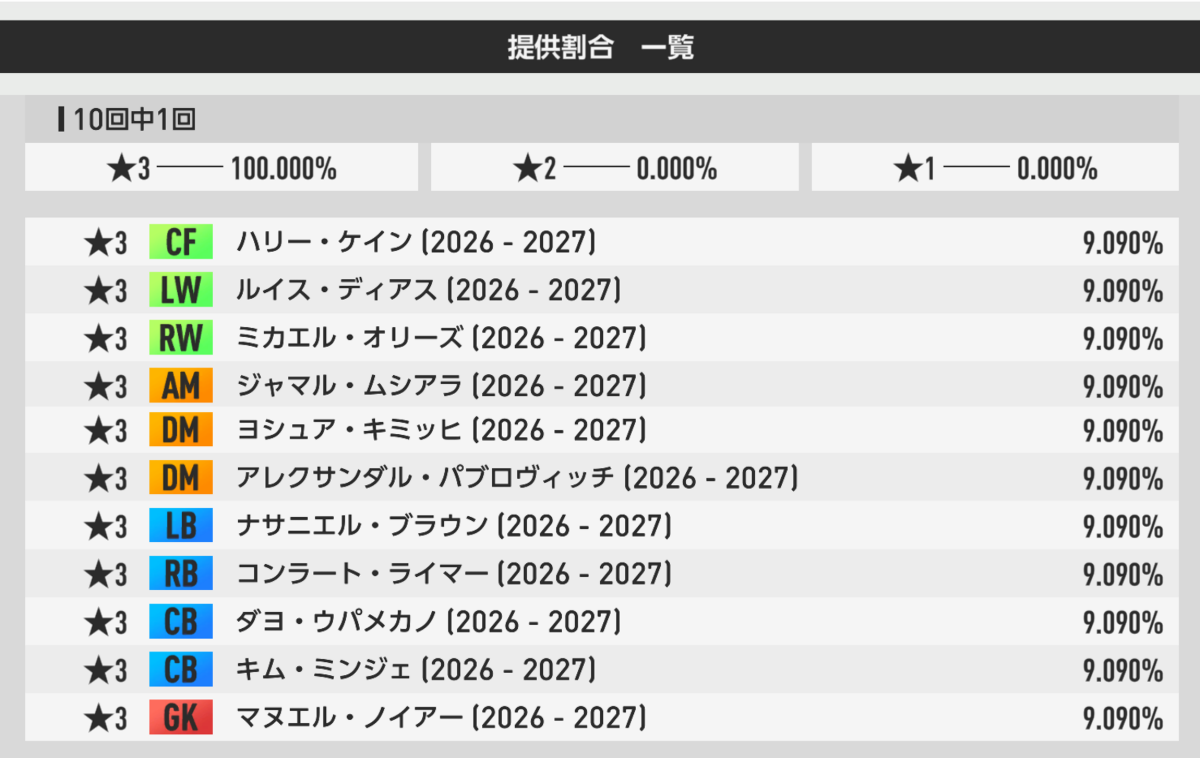 提供割合 一覧
10回中1回
★3 100.000% ★2 0.000% ★1 0.000%
★3 CF ハリー・ケイン (2026 - 2027) 9.090%
★3 LW ルイス・ディアス (2026 - 2027) 9.090%
★3 RW ミカエル・オリーズ (2026 - 2027) 9.090%
★3 AM ジャマル・ムシアラ (2026 - 2027) 9.090%
★3 DM ヨシュア・キミッヒ (2026 - 2027) 9.090%
★3 DM アレクサンダル・パブロヴィッチ (2026 - 2027) 9.090%
★3 LB ナサニエル・ブラウン (2026 - 2027) 9.090%
★3 RB コンラート・ライマー (2026 - 2027) 9.090%
★3 CB ダヨ・ウパメカノ (2026 - 2027) 9.090%
★3 CB キム・ミンジェ (2026 - 2027) 9.090%
★3 GK マヌエル・ノイアー (2026 - 2027) 9.090%